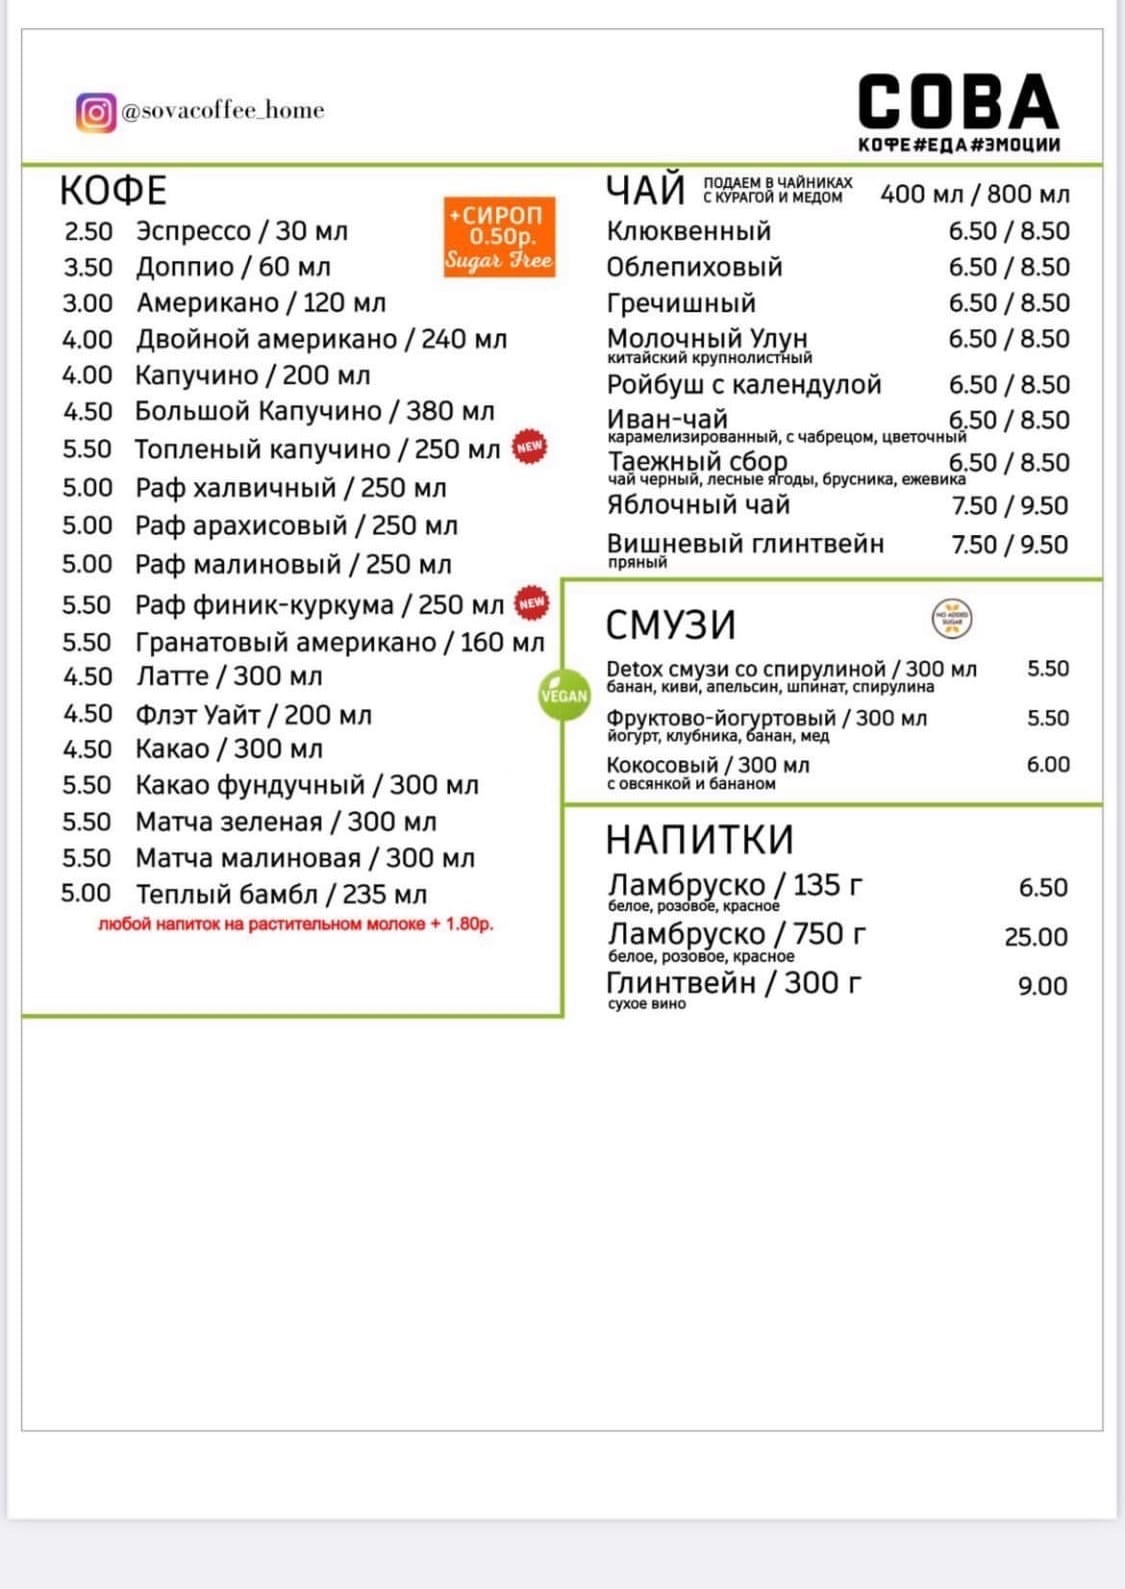 @sovacoffee_home
СОВА
КОФЕ#ЕДА#ЭМОЦИИ
КОФЕ
+СИРОП
0.50р.
Sugar Free
2.50 Эспрессо / 30 мл
3.50 Доппио / 60 мл
3.00 Американо / 120 мл
4.00 Двойной американо / 240 мл
4.00 Капучино / 200 мл
4.50 Большой Капучино / 380 мл
5.50 Топленый капучино / 250 мл NEW
5.00 Раф халвичный / 250 мл
5.00 Раф арахисовый / 250 мл
5.00 Раф малиновый / 250 мл
5.50 Раф финик-куркума / 250 мл NEW
5.50 Гранатовый американо / 160 мл
4.50 Латте / 300 мл
4.50 Флэт Уайт / 200 мл
4.50 Какао / 300 мл
5.50 Какао фундучный / 300 мл
5.50 Матча зеленая / 300 мл
5.50 Матча малиновая / 300 мл
5.00 Теплый бамбл / 235 мл
любой напиток на растительном молоке + 1.80р.
VEGAN
ЧАЙ ПОДАЕМ В ЧАЙНИКАХ
С КУРАГОЙ И МЕДОМ
400 мл / 800 мл
Клюквенный 6.50 / 8.50
Облепиховый 6.50 / 8.50
Гречишный 6.50 / 8.50
Молочный Улун 6.50 / 8.50
китайский крупнолистный
Ройбуш с календулой 6.50 / 8.50
Иван-чай 6.50 / 8.50
карамелизированный, с чабрецом, цветочный
Таежный сбор 6.50 / 8.50
чай черный, лесные ягоды, брусника, ежевика
Яблочный чай 7.50 / 9.50
Вишневый глинтвейн 7.50 / 9.50
пряный
СМУЗИ
NO ADDED
SUGAR
Detox смузи со спирулиной / 300 мл 5.50
банан, киви, апельсин, шпинат, спирулина
Фруктово-йогуртовый / 300 мл 5.50
йогурт, клубника, банан, мед
Кокосовый / 300 мл 6.00
с овсянкой и бананом
НАПИТКИ
Ламбруско / 135 г 6.50
белое, розовое, красное
Ламбруско / 750 г 25.00
белое, розовое, красное
Глинтвейн / 300 г 9.00
сухое вино